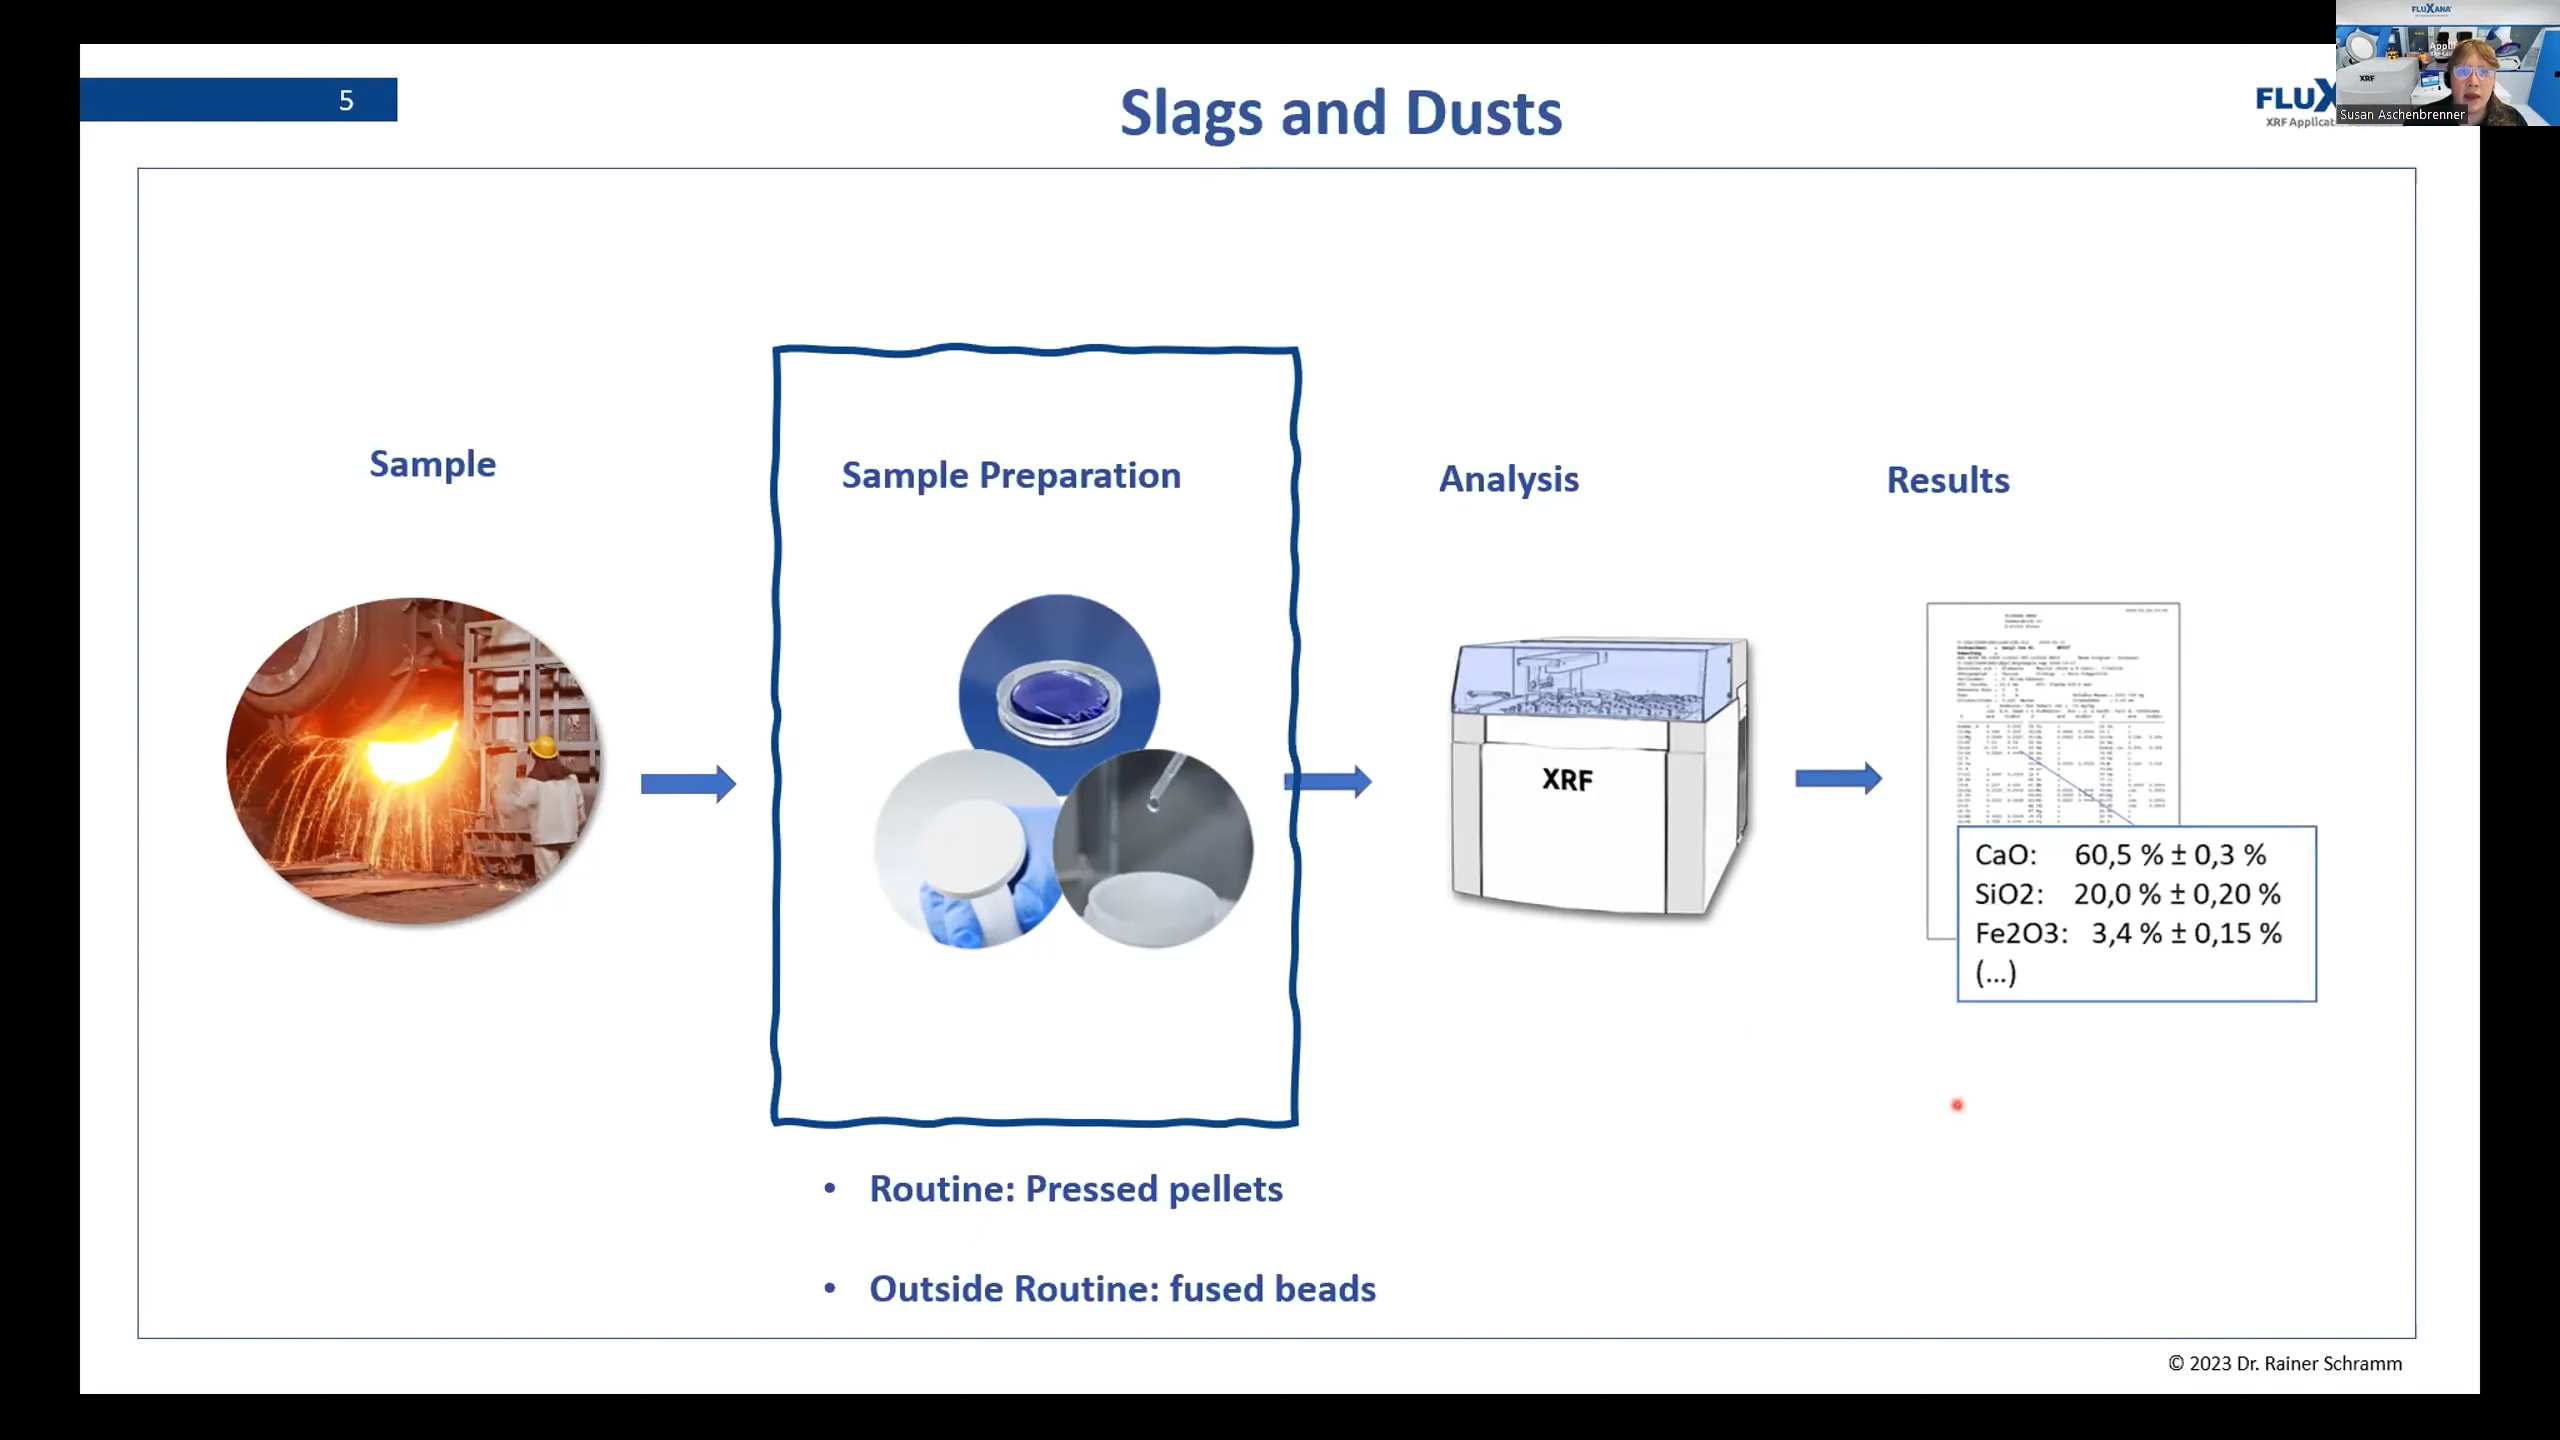 5
Slags and Dusts
FLUXANA
XRF
Susan Aschenbrenner
FLUX
XRF Applicat
Sample
Sample Preparation
Analysis
Results
XRF
CaO: 60,5 % ± 0,3 %
SiO2: 20,0 % ± 0,20 %
Fe2O3: 3,4 % ± 0,15 %
(...)
• Routine: Pressed pellets
• Outside Routine: fused beads
© 2023 Dr. Rainer Schramm